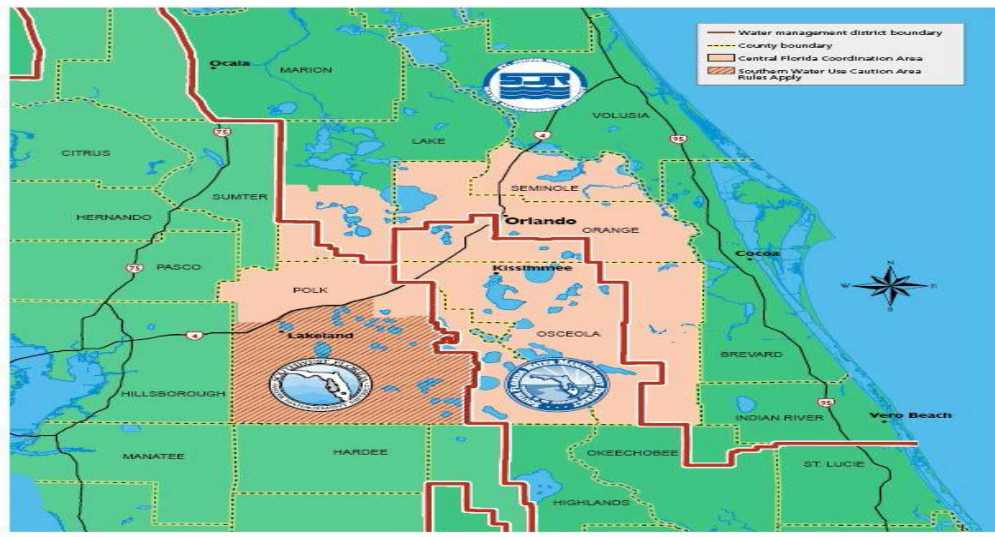 Water management district boundary
County boundary
Central Florida Coordination Area
Southern Water Use Caution Area
Rules Apply
Ocala
MARION
SJR
VOLUSIA
75
4
95
LAKE
CITRUS
SEMINOLE
SUMTER
HERNANDO
Orlando
ORANGE
Cocoa
PASCO
75
Kissimmee
N
W
E
S
POLK
4
Lakeland
OSCEOLA
BREVARD
HILLSBOROUGH
95
INDIAN RIVER
Vero Beach
MANATEE
HARDEE
OKEECHOBEE
ST. LUCIE
HIGHLANDS